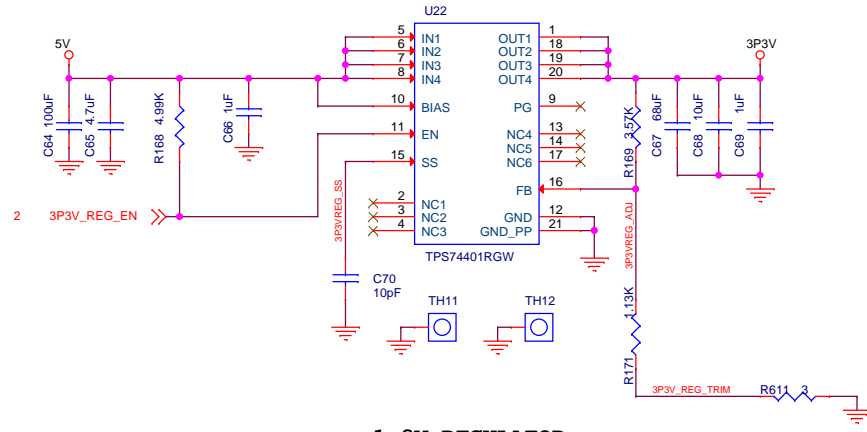 U22
5V
3P3V
5 IN1 OUT1 1
6 IN2 OUT2 18
7 IN3 OUT3 19
8 IN4 OUT4 20
10 BIAS PG 9
11 EN NC4 13
NC5 14
15 SS NC6 17
FB 16
2 NC1 GND 12
3 NC2 GND_PP 21
4 NC3
TPS74401RGW
C64 100uF
C65 4.7uF
R168 4.99K
C66 1uF
R169 3.57K
C67 68uF
C68 10uF
C69 1uF
2 3P3V_REG_EN
3P3VREG_SS
3P3VREG_ADJ
C70
10pF
TH11
TH12
R171 1.13K
3P3V_REG_TRIM
R611 3